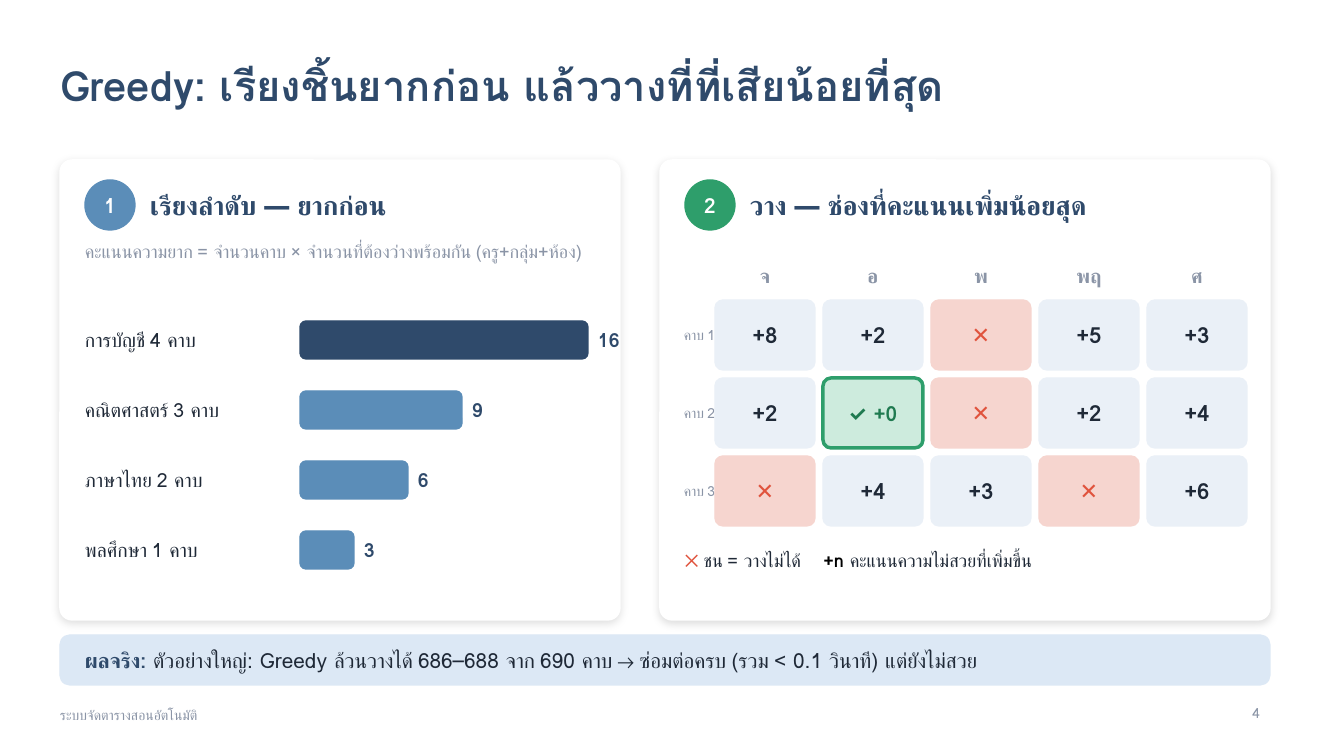 Greedy: เรียงชิ้นยากก่อน แล้ววางที่ที่เสียน้อยที่สุด
1 เรียงลำดับ — ยากก่อน
คะแนนความยาก = จำนวนคาบ × จำนวนที่ต้องว่างพร้อมกัน (ครู+กลุ่ม+ห้อง)
การบัญชี 4 คาบ 16
คณิตศาสตร์ 3 คาบ 9
ภาษาไทย 2 คาบ 6
พลศึกษา 1 คาบ 3
2 วาง — ช่องที่คะแนนเพิ่มน้อยสุด
จ อ พ พฤ ศ
คาบ 1 +8 +2 ✕ +5 +3
คาบ 2 +2 ✓ +0 ✕ +2 +4
คาบ 3 ✕ +4 +3 ✕ +6
✕ ชน = วางไม่ได้ +n คะแนนความไม่สวยที่เพิ่มขึ้น
ผลจริง: ตัวอย่างใหญ่: Greedy ล้วนวางได้ 686–688 จาก 690 คาบ → ซ่อมต่อครบ (รวม < 0.1 วินาที) แต่ยังไม่สวย
ระบบจัดตารางสอนอัตโนมัติ 4